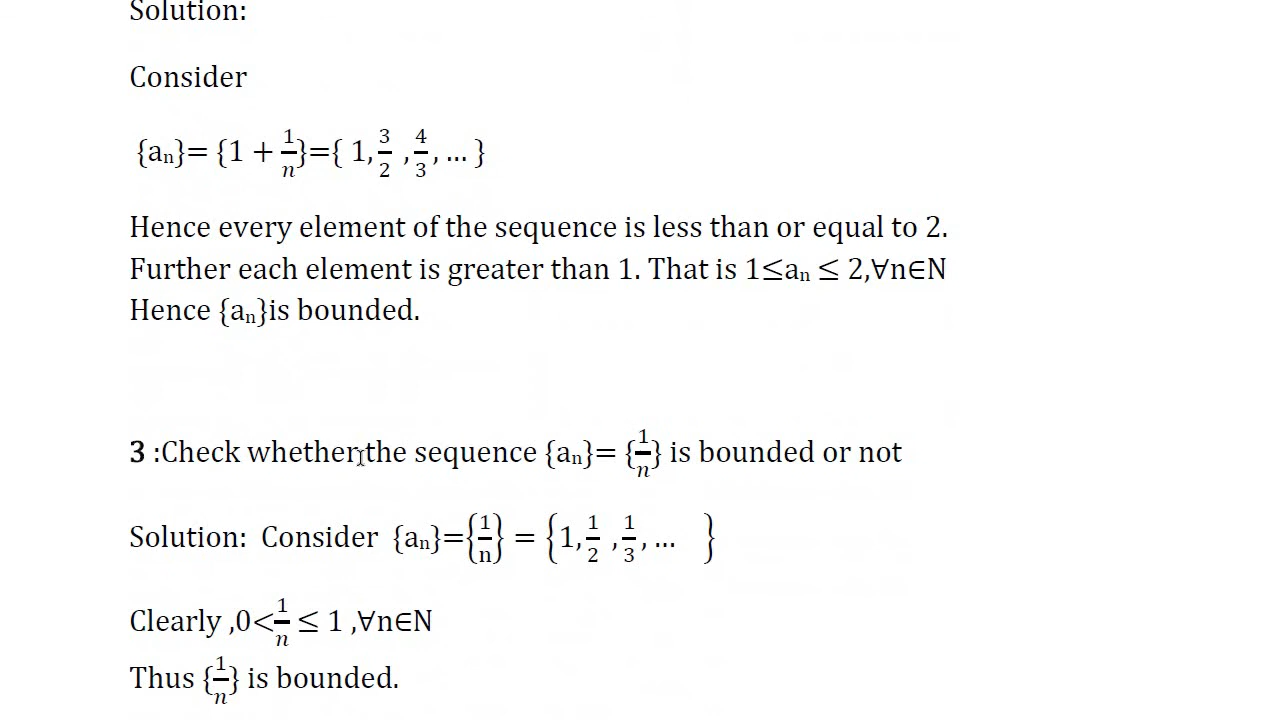 Solution:
Consider
{aₙ}= {1 + 1/n}={ 1, 3/2 , 4/3, ... }
Hence every element of the sequence is less than or equal to 2.
Further each element is greater than 1. That is 1≤aₙ ≤ 2,∀n∈N
Hence {aₙ}is bounded.
3 :Check whether the sequence {aₙ}= {1/n} is bounded or not
Solution: Consider {aₙ}={1/n} = {1, 1/2 , 1/3, ... }
Clearly ,0<1/n ≤ 1 ,∀n∈N
Thus {1/n} is bounded.